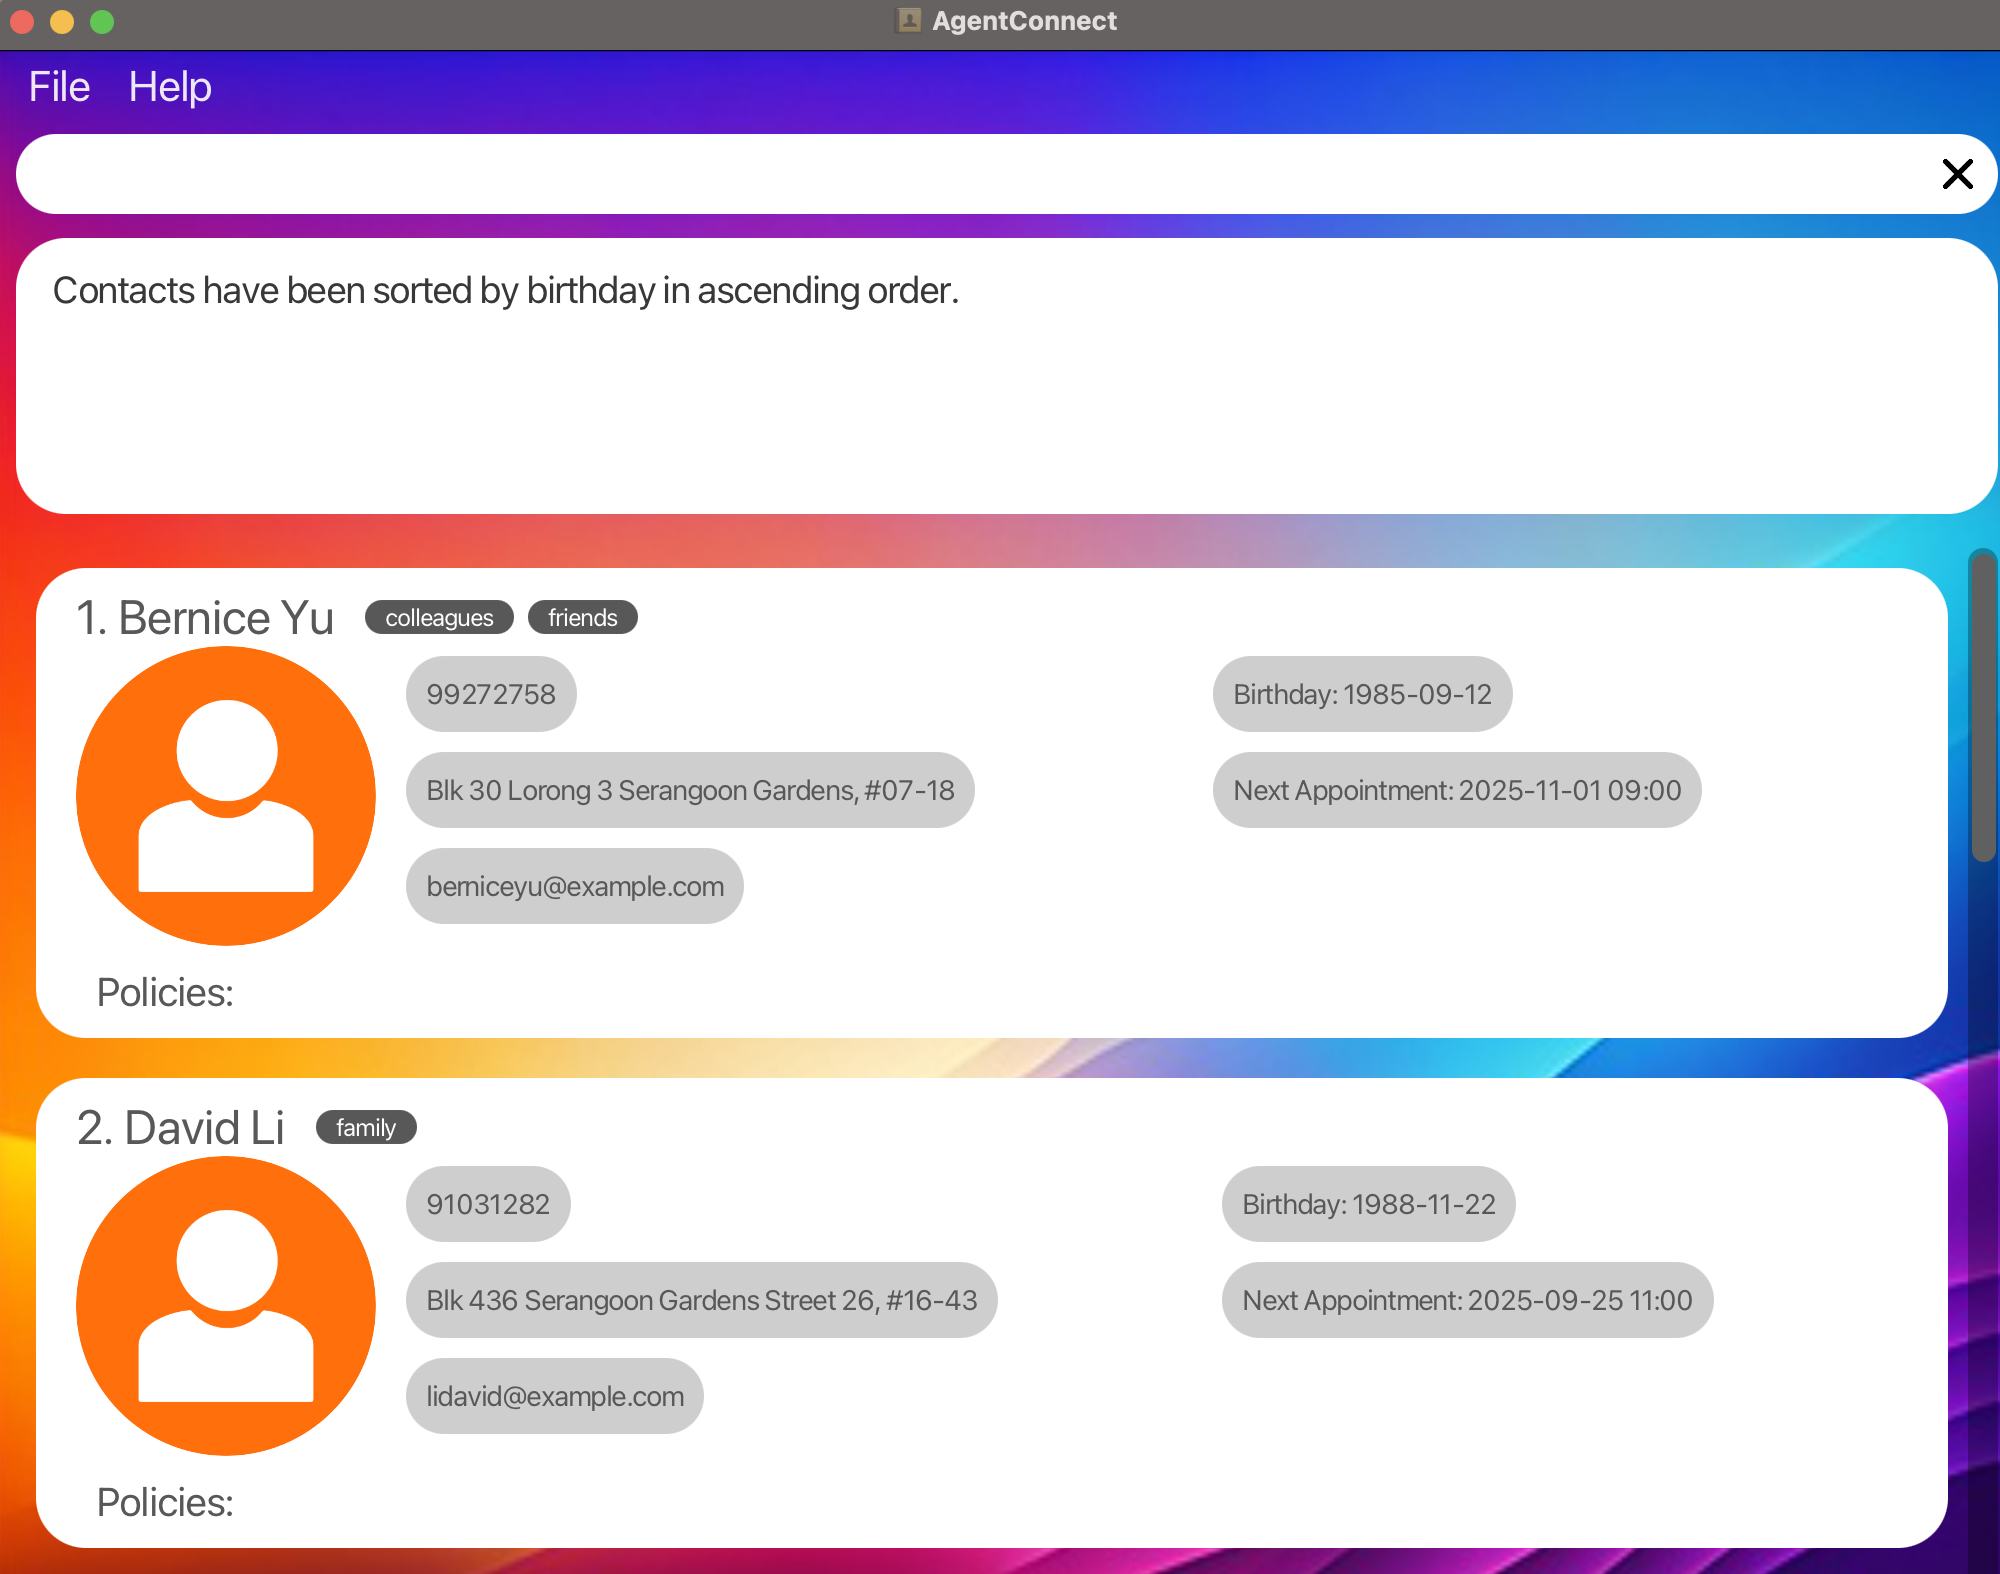 AgentConnect
File Help
Contacts have been sorted by birthday in ascending order.
1. Bernice Yu colleagues friends
99272758 Birthday: 1985-09-12
Blk 30 Lorong 3 Serangoon Gardens, #07-18 Next Appointment: 2025-11-01 09:00
berniceyu@example.com
Policies:
2. David Li family
91031282 Birthday: 1988-11-22
Blk 436 Serangoon Gardens Street 26, #16-43 Next Appointment: 2025-09-25 11:00
lidavid@example.com
Policies: